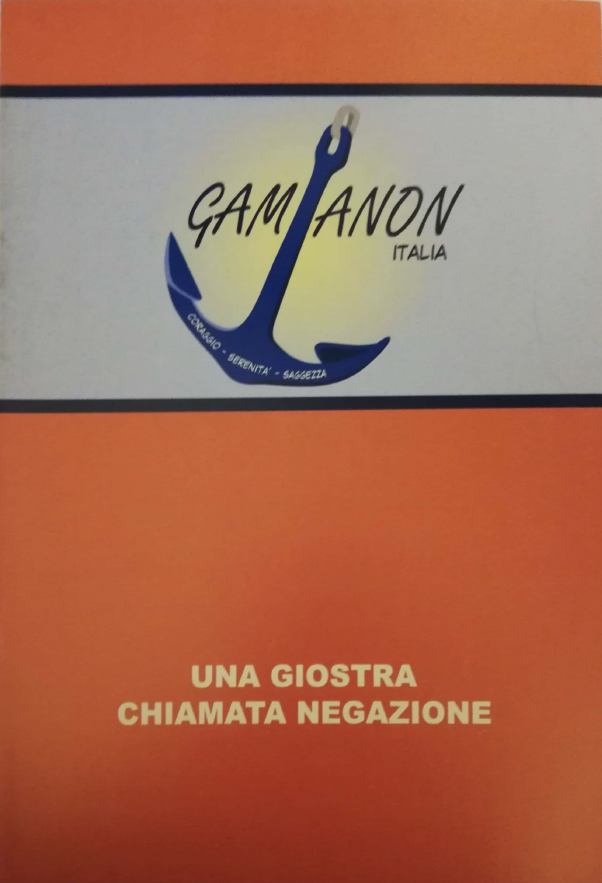 GAM ANON
ITALIA
CORAGGIO - SERENITA' - SAGGEZZA
UNA GIOSTRA
CHIAMATA NEGAZIONE